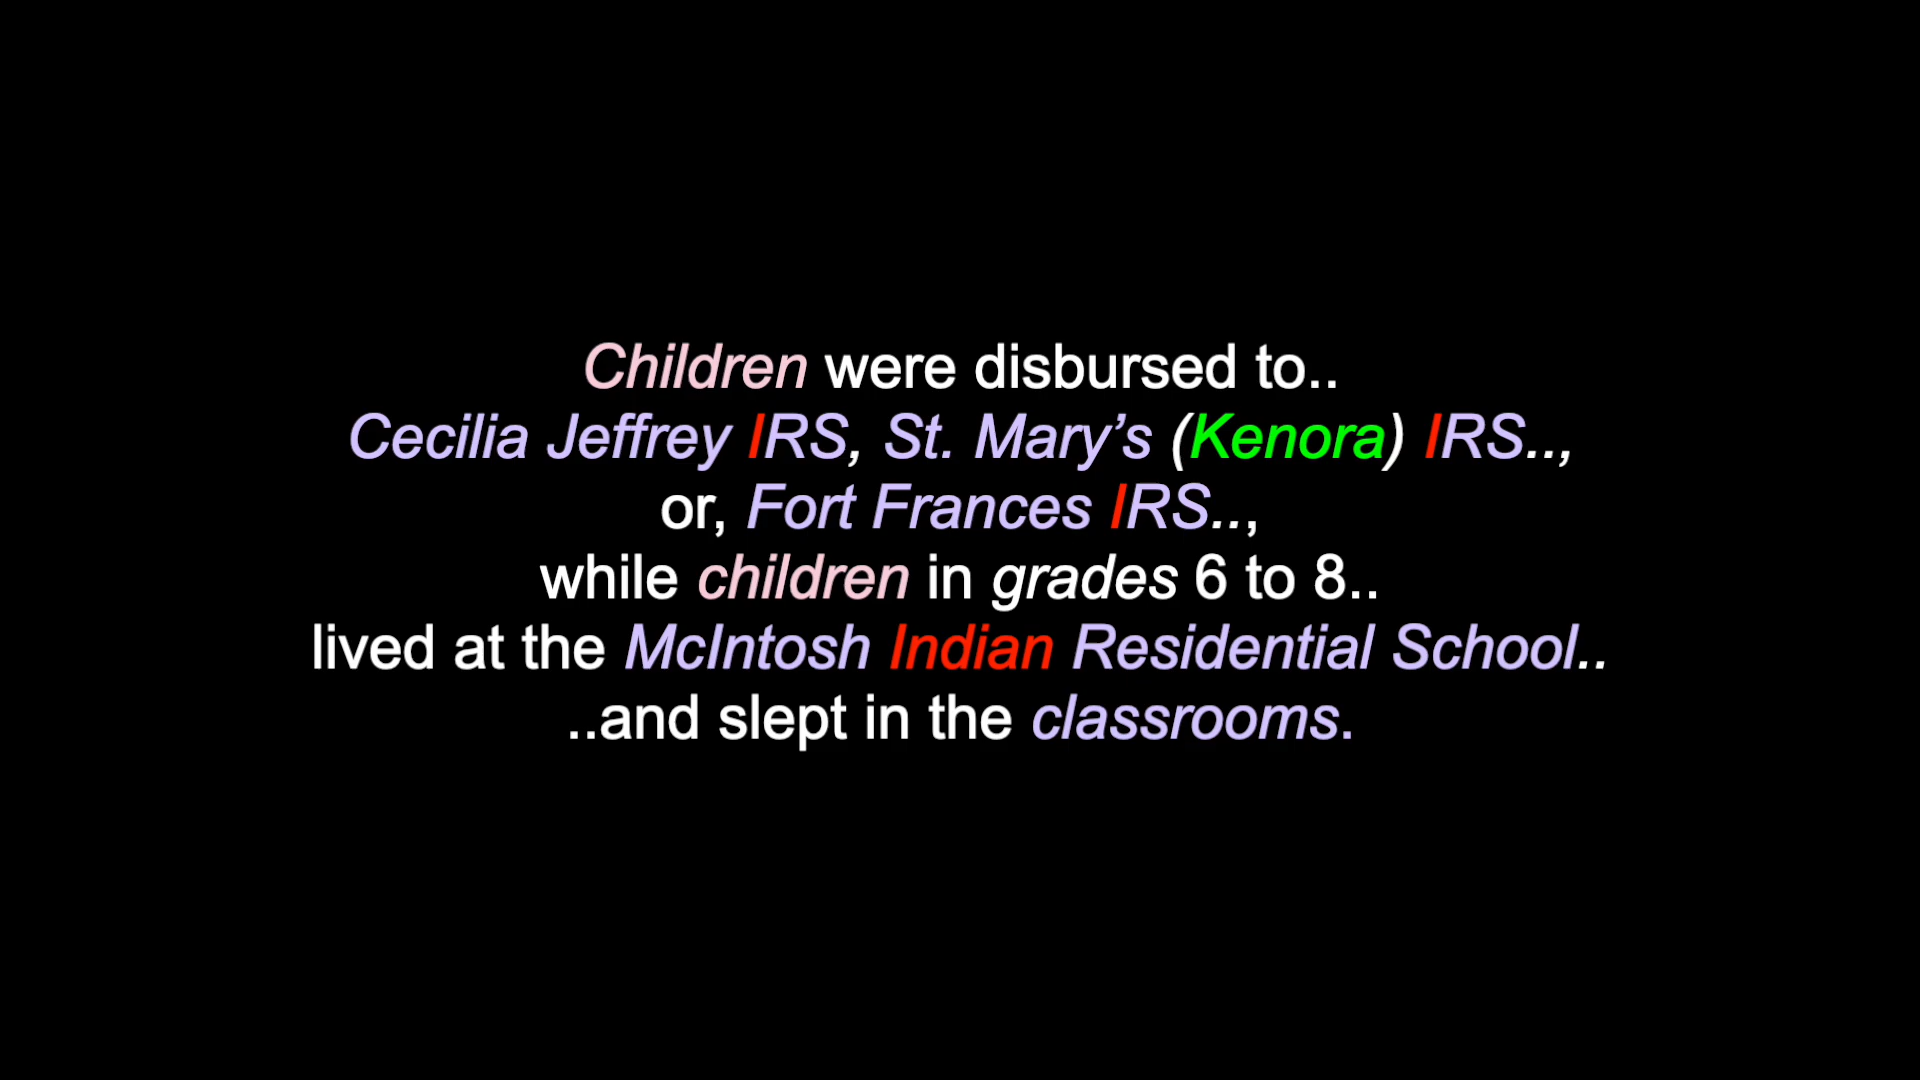 Children were disbursed to..
Cecilia Jeffrey IRS, St. Mary’s (Kenora) IRS..,
or, Fort Frances IRS..,
while children in grades 6 to 8..
lived at the McIntosh Indian Residential School..
..and slept in the classrooms.